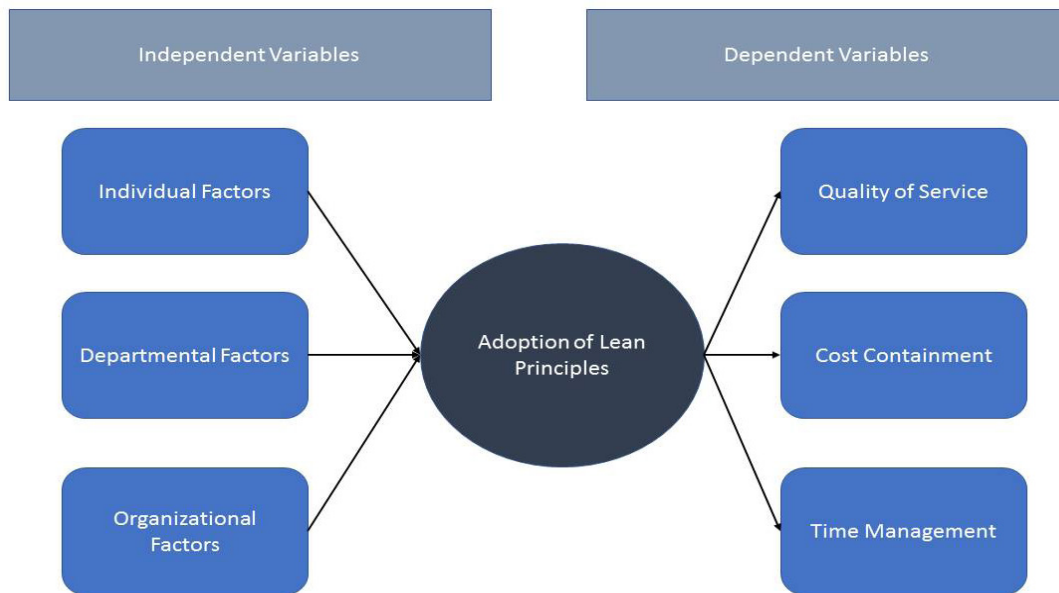 Independent Variables
Dependent Variables
Individual Factors
Quality of Service
Departmental Factors
Adoption of Lean
Principles
Cost Containment
Organizational
Factors
Time Management